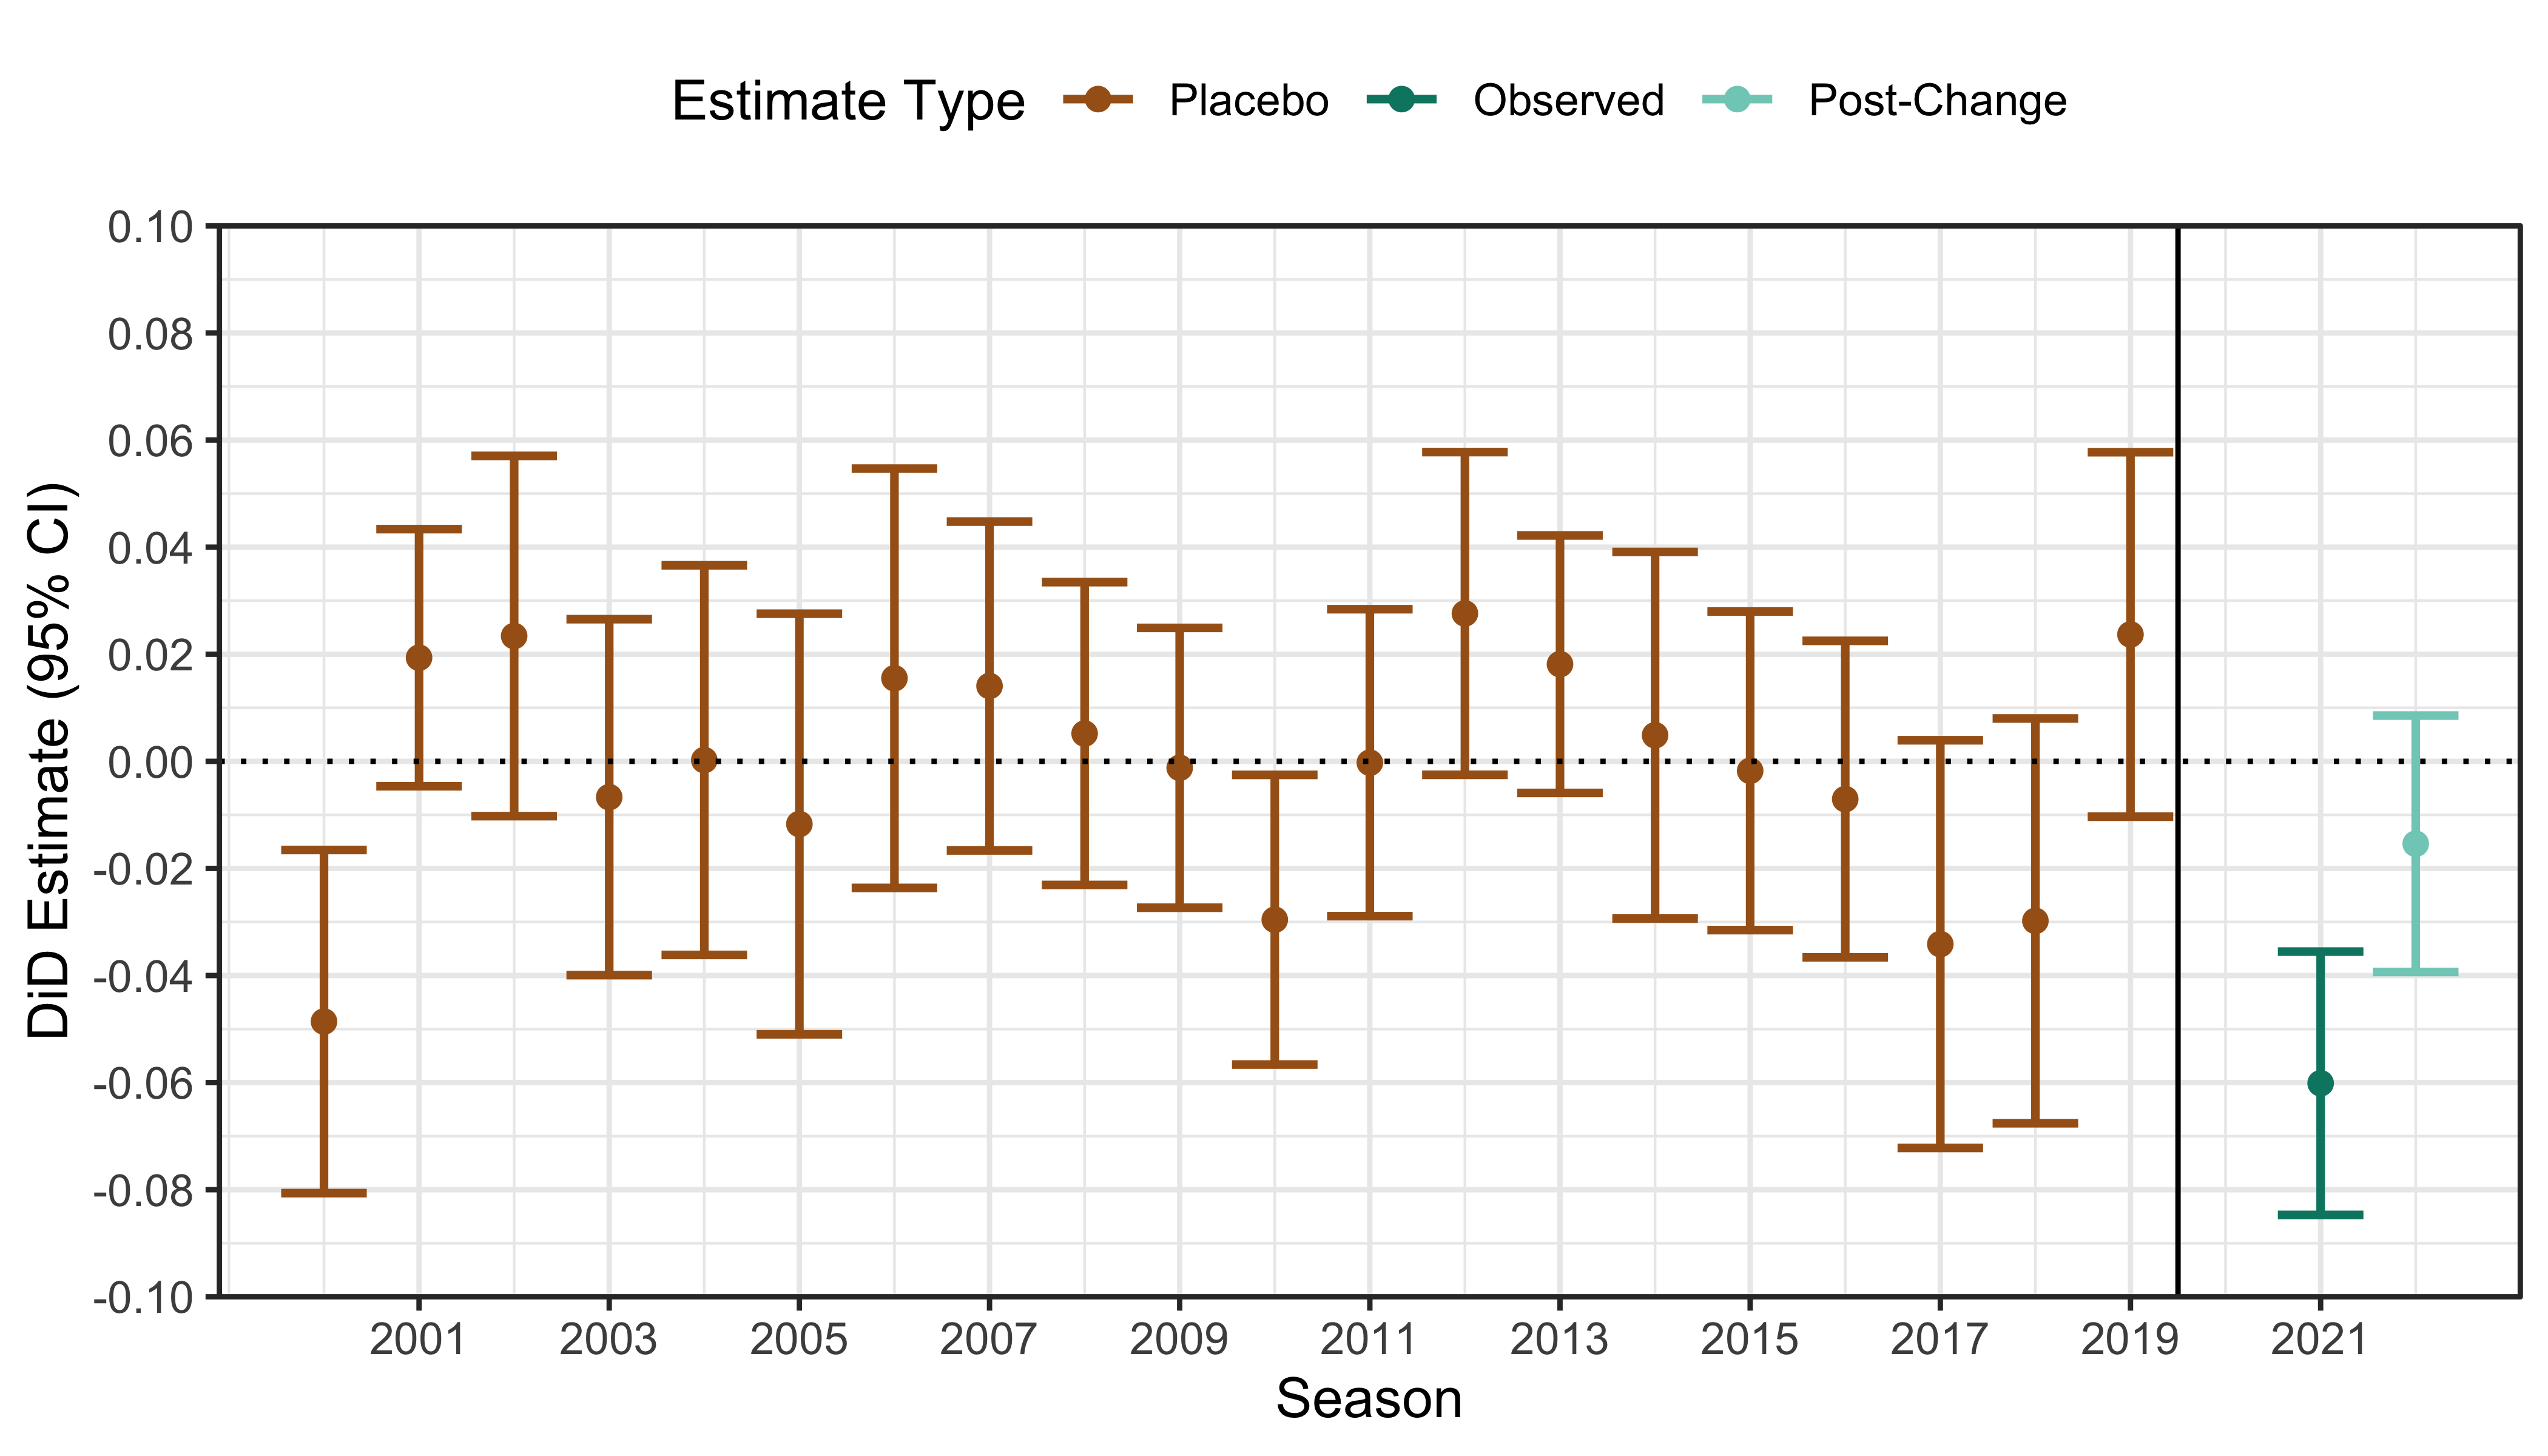 Estimate Type Placebo Observed Post-Change
0.10
0.08
0.06
0.04
0.02
0.00
-0.02
-0.04
-0.06
-0.08
-0.10
DiD Estimate (95% CI)
2001 2003 2005 2007 2009 2011 2013 2015 2017 2019 2021
Season